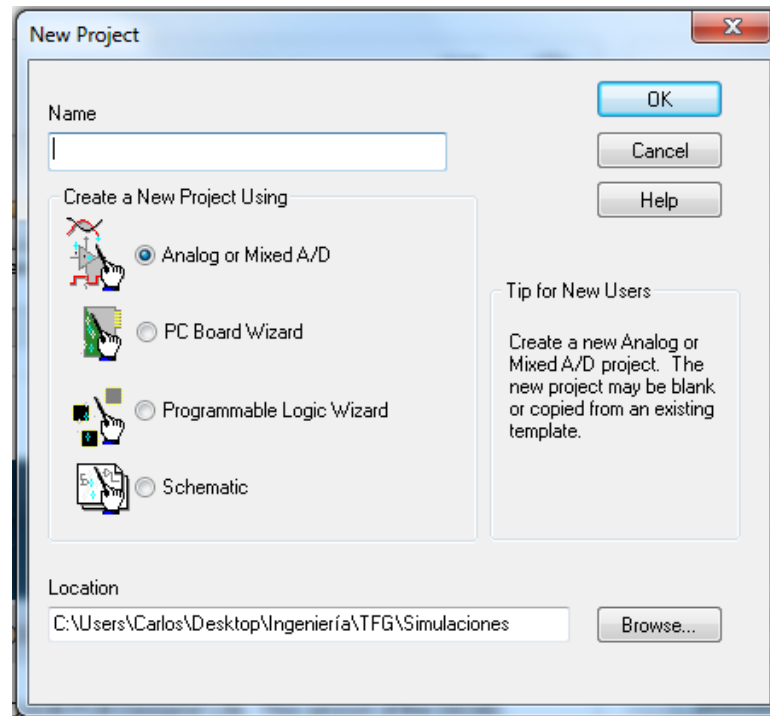 New Project
Name
OK
Cancel
Help
Create a New Project Using
Analog or Mixed A/D
PC Board Wizard
Programmable Logic Wizard
Schematic
Tip for New Users
Create a new Analog or
Mixed A/D project. The
new project may be blank
or copied from an existing
template.
Location
C:\Users\Carlos\Desktop\Ingeniería\TFG\Simulaciones
Browse...